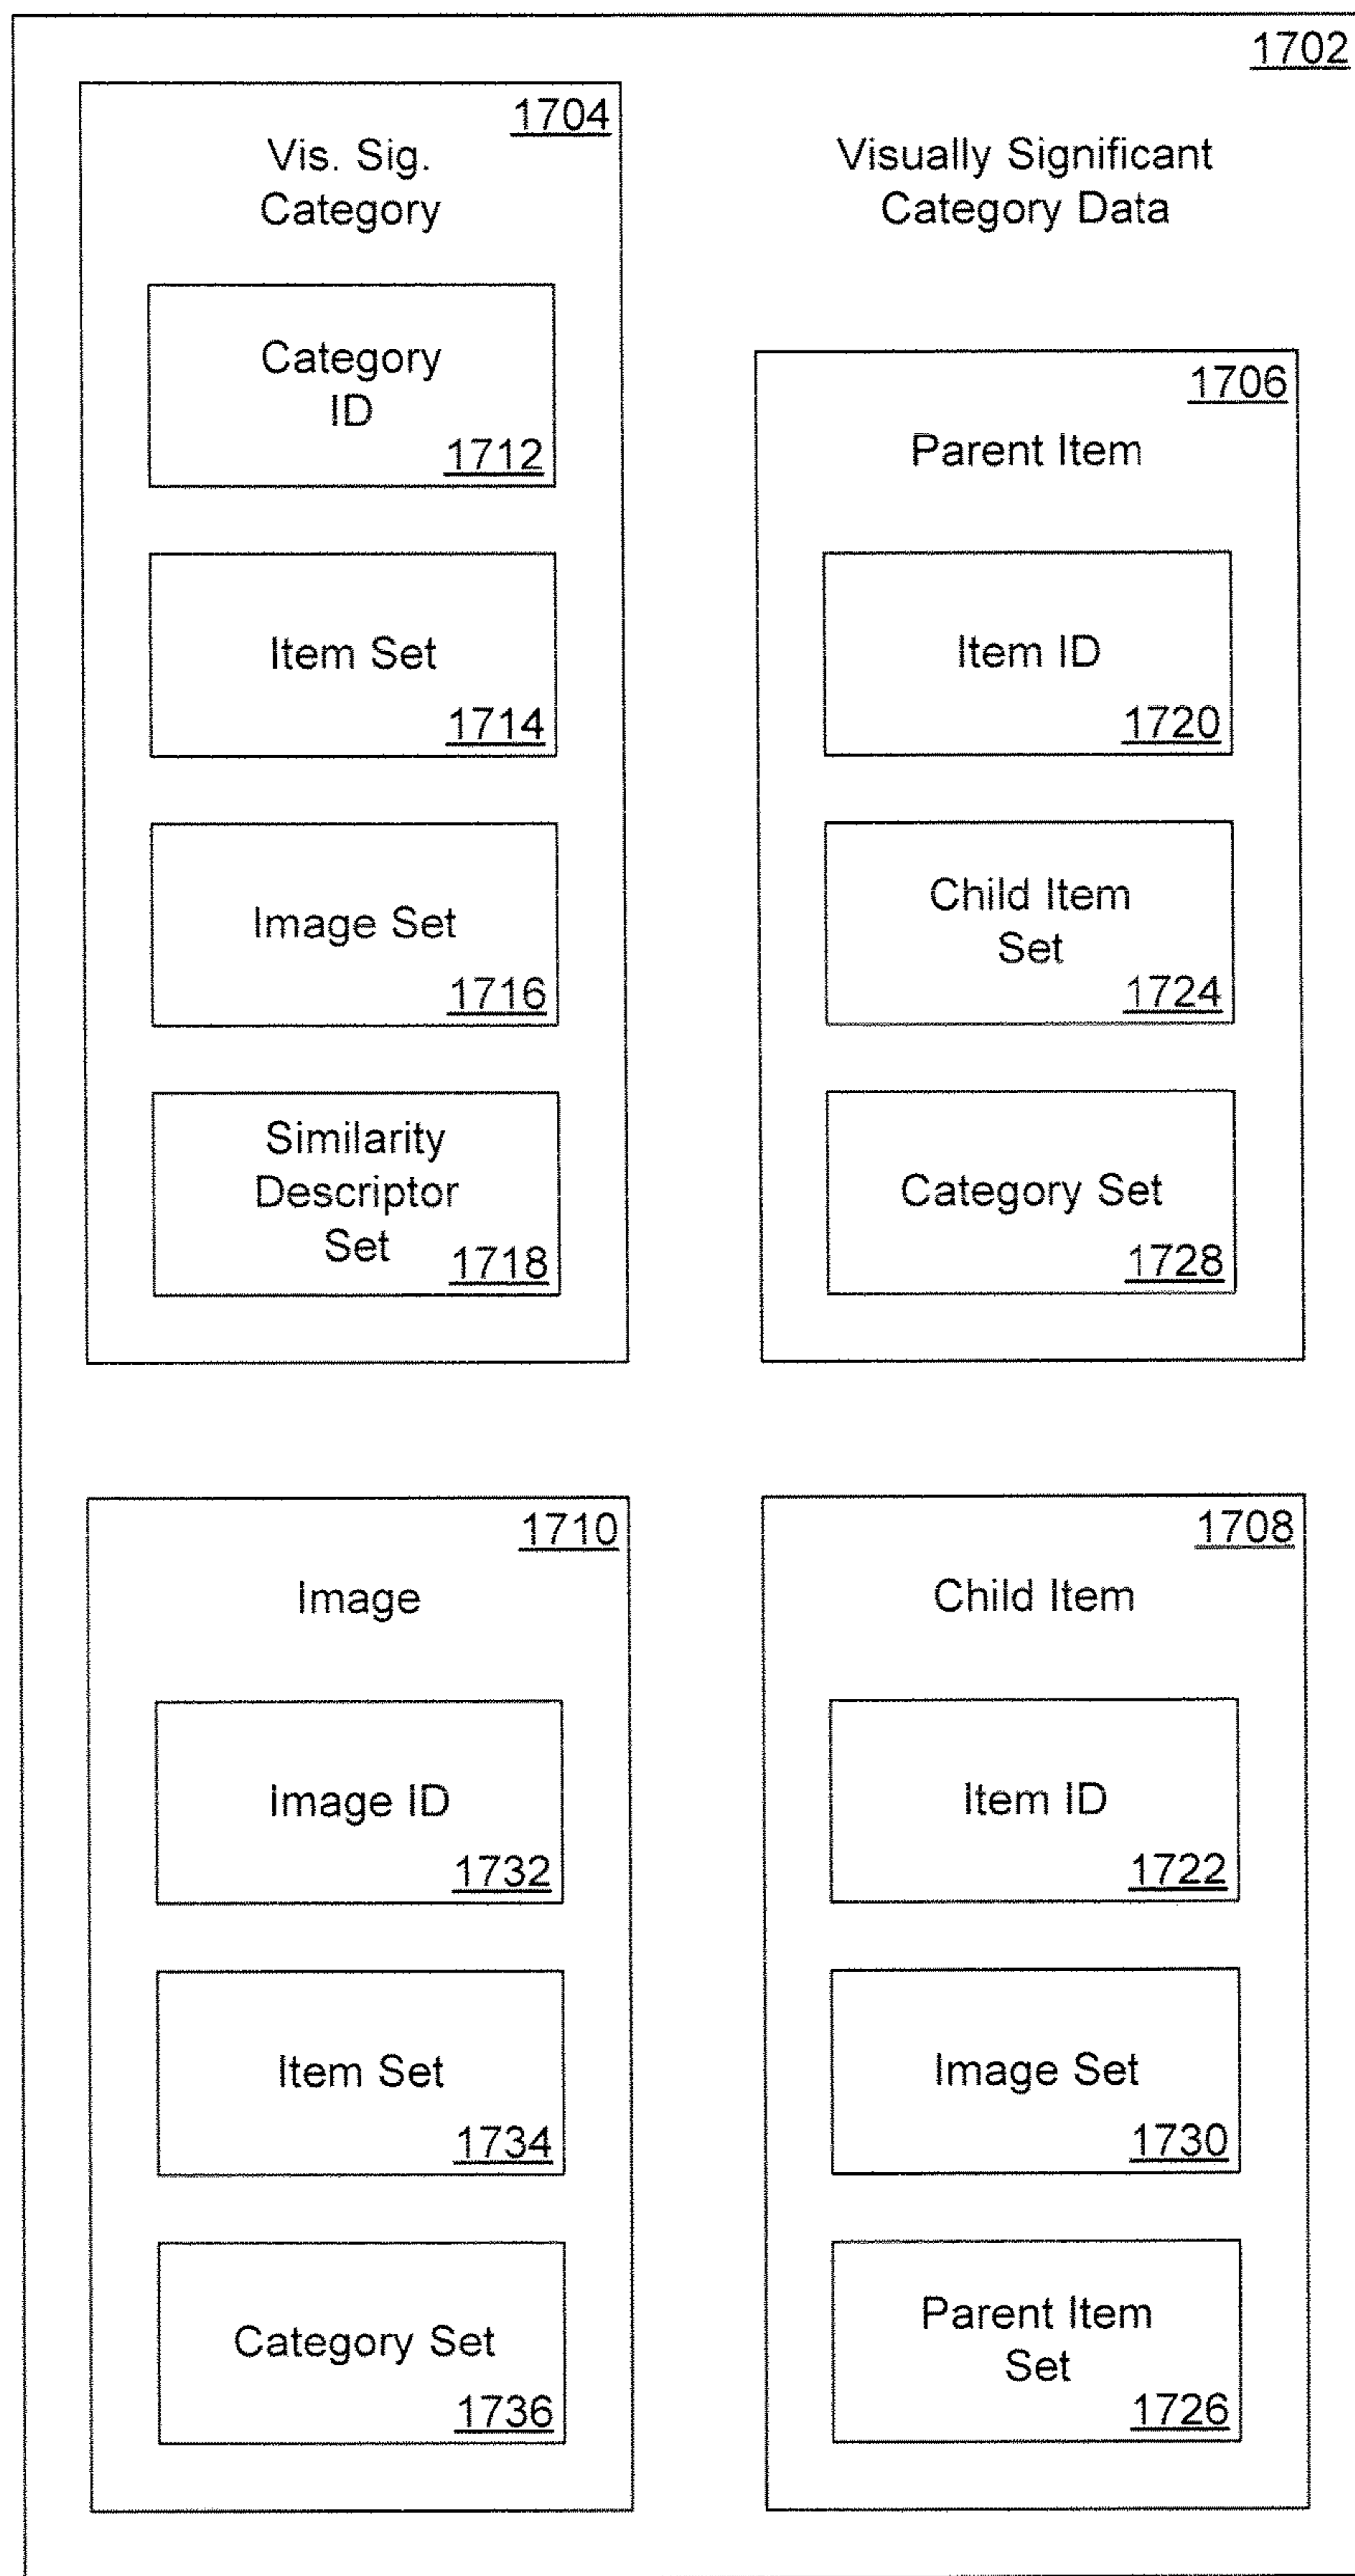 1702
Visually Significant
Category Data
1704
Vis. Sig.
Category
Category
ID
1712
Item Set
1714
Image Set
1716
Similarity
Descriptor
Set
1718
1706
Parent Item
Item ID
1720
Child Item
Set
1724
Category Set
1728
1710
Image
Image ID
1732
Item Set
1734
Category Set
1736
1708
Child Item
Item ID
1722
Image Set
1730
Parent Item
Set
1726